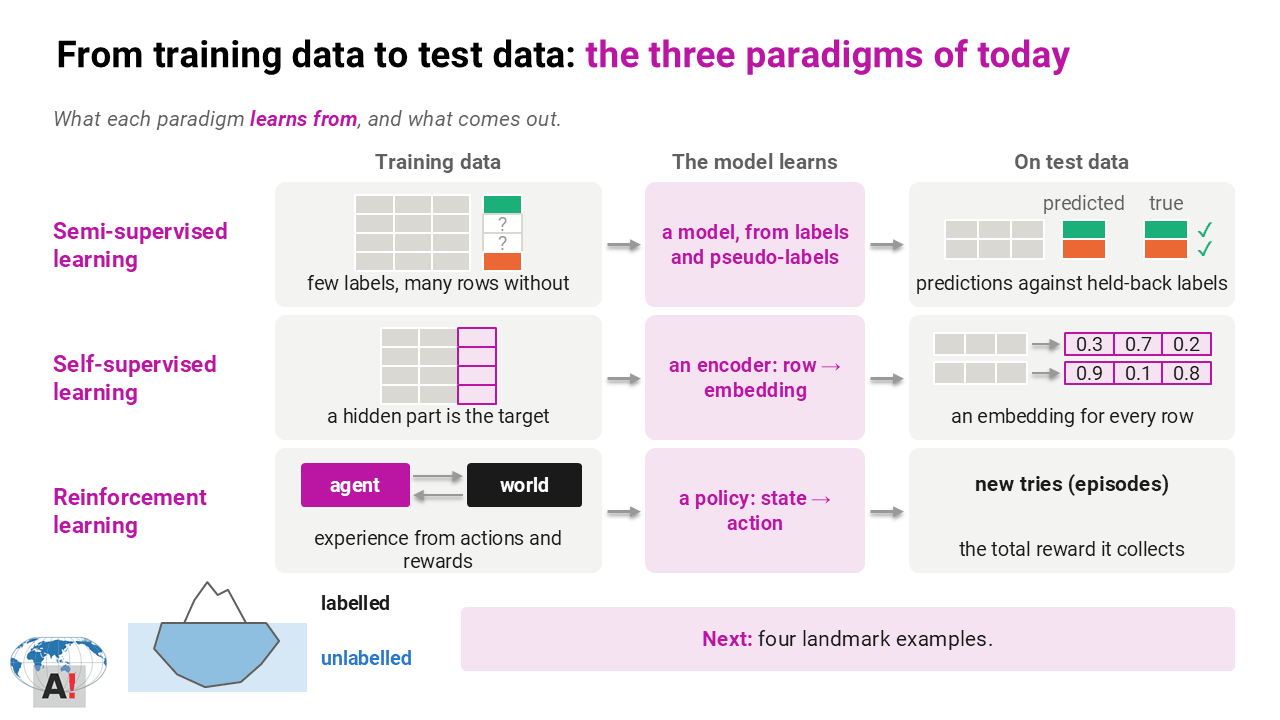 From training data to test data: the three paradigms of today
What each paradigm learns from, and what comes out.
Training data
The model learns
On test data
Semi-supervised
learning
?
?
few labels, many rows without
a model, from labels
and pseudo-labels
predicted
true
✓
✓
predictions against held-back labels
Self-supervised
learning
a hidden part is the target
an encoder: row →
embedding
0.3 0.7 0.2
0.9 0.1 0.8
an embedding for every row
Reinforcement
learning
agent
world
experience from actions and
rewards
a policy: state →
action
new tries (episodes)
the total reward it collects
labelled
unlabelled
Next: four landmark examples.
A!